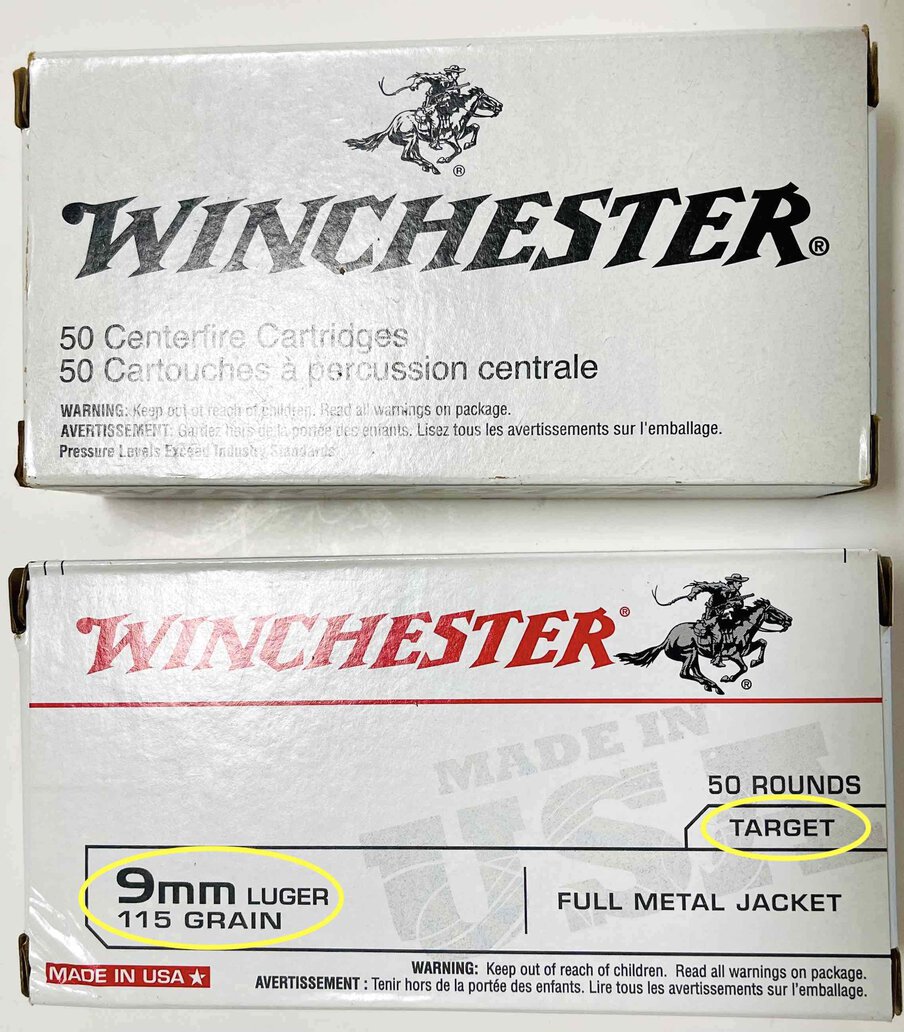 WINCHESTER®
50 Centerfire Cartridges
50 Cartouches à percussion centrale
WARNING: Keep out of reach of children. Read all warnings on package.
AVERTISSEMENT: Gardez hors de la portée des enfants. Lisez tous les avertissements sur l'emballage.
Pressure Levels Exceed Industry Standards
WINCHESTER®
MADE IN
USA
50 ROUNDS
TARGET
9mm LUGER
115 GRAIN
FULL METAL JACKET
MADE IN USA★
WARNING: Keep out of reach of children. Read all warnings on package.
AVERTISSEMENT : Tenir hors de la portée des enfants. Lire tous les avertissements sur l'emballage.